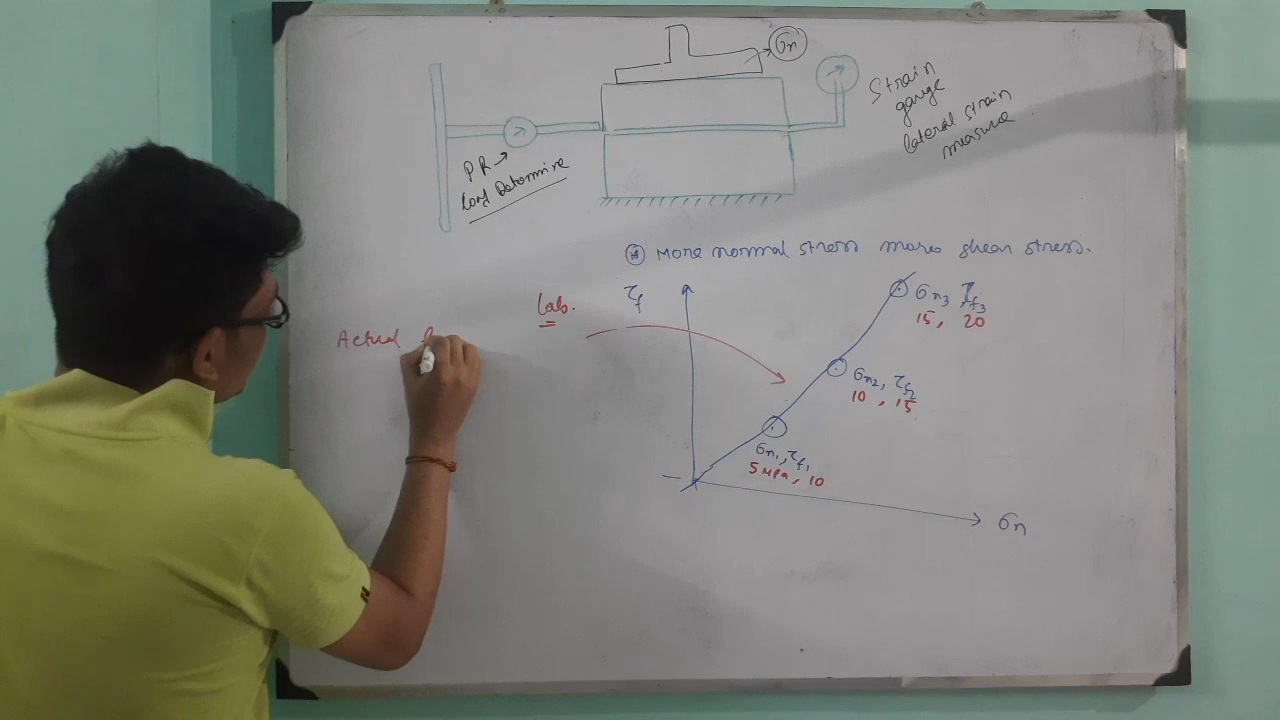 σn
Strain
gauge
lateral strain
measure
PR →
Load Determine
* More normal stress more shear stress.
Lab.
τf
σn3 τf3
15, 20
σn2, τf2
10, 15
σn1, τf1
5 MPa, 10
σn
Actual